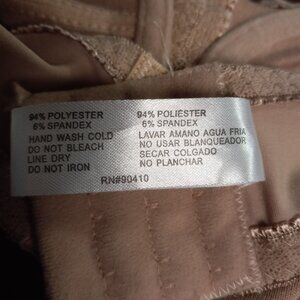 94% POLYESTER
6% SPANDEX
HAND WASH COLD
DO NOT BLEACH
LINE DRY
DO NOT IRON
94% POLIÉSTER
6% SPANDEX
LAVAR AMANO AGUA FRIA
NO USAR BLANQUEADOR
SECAR COLGADO
NO PLANCHAR
RN#90410